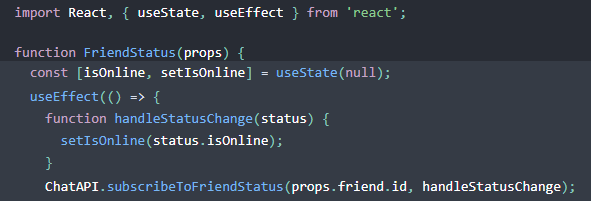 import React, { useState, useEffect } from 'react';
function FriendStatus(props) {
const [isOnline, setIsOnline] = useState(null);
useEffect(() => {
function handleStatusChange(status) {
setIsOnline(status.isOnline);
}
ChatAPI.subscribeToFriendStatus(props.friend.id, handleStatusChange);